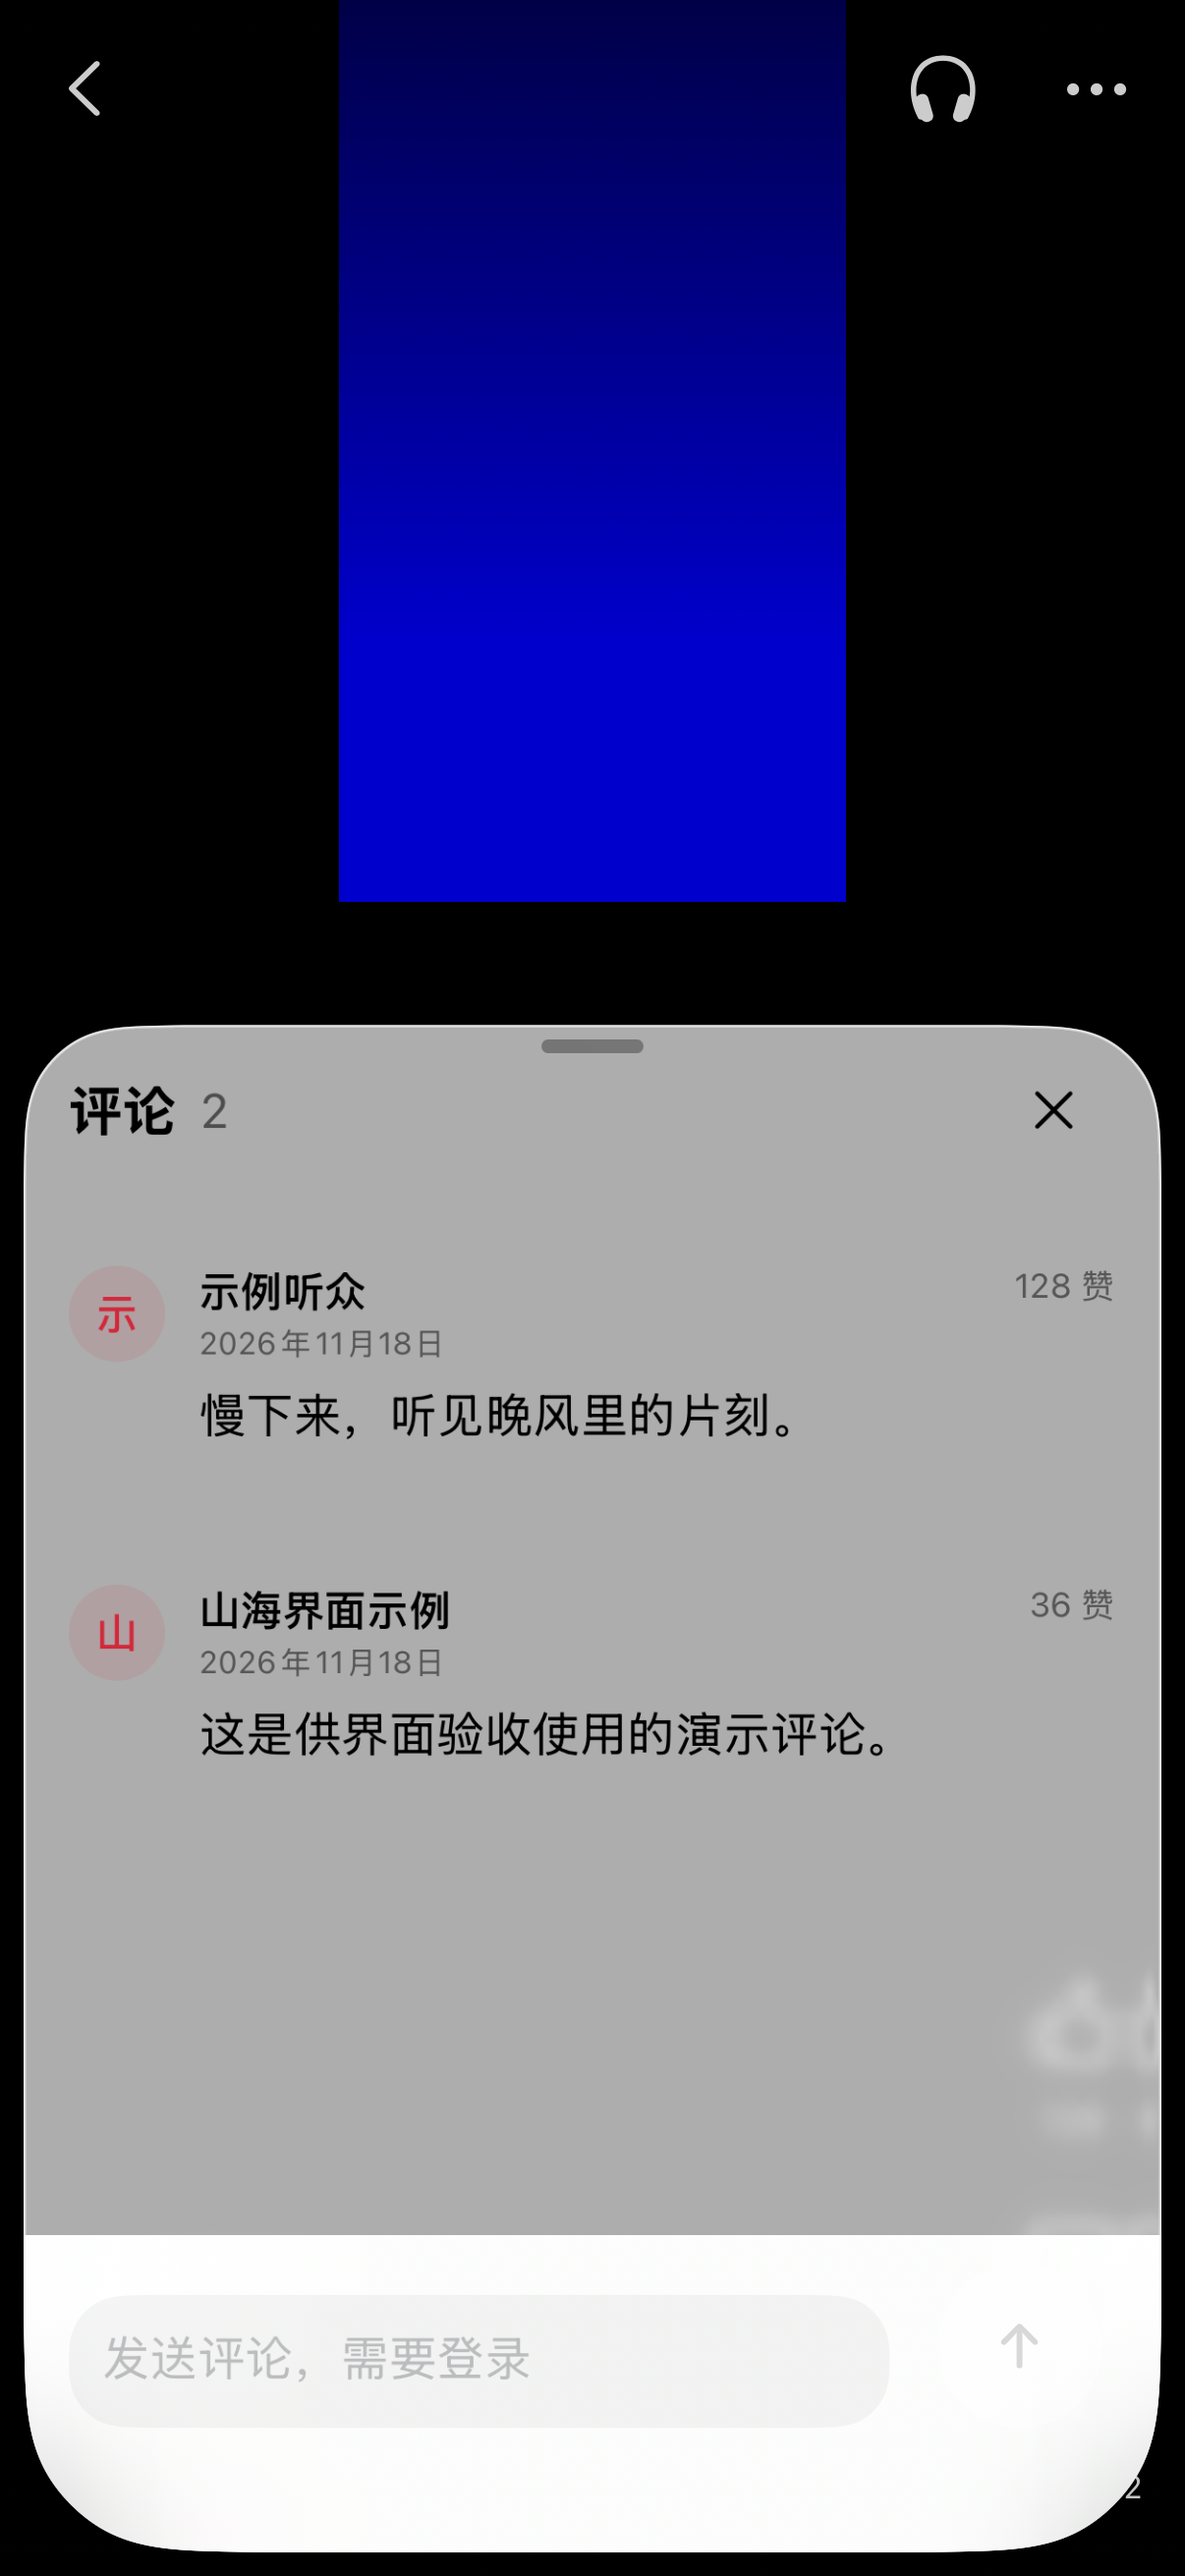 评论 2
示
示例听众
128 赞
2026年11月18日
慢下来，听见晚风里的片刻。
山
山海界面示例
36 赞
2026年11月18日
这是供界面验收使用的演示评论。
发送评论，需要登录
2